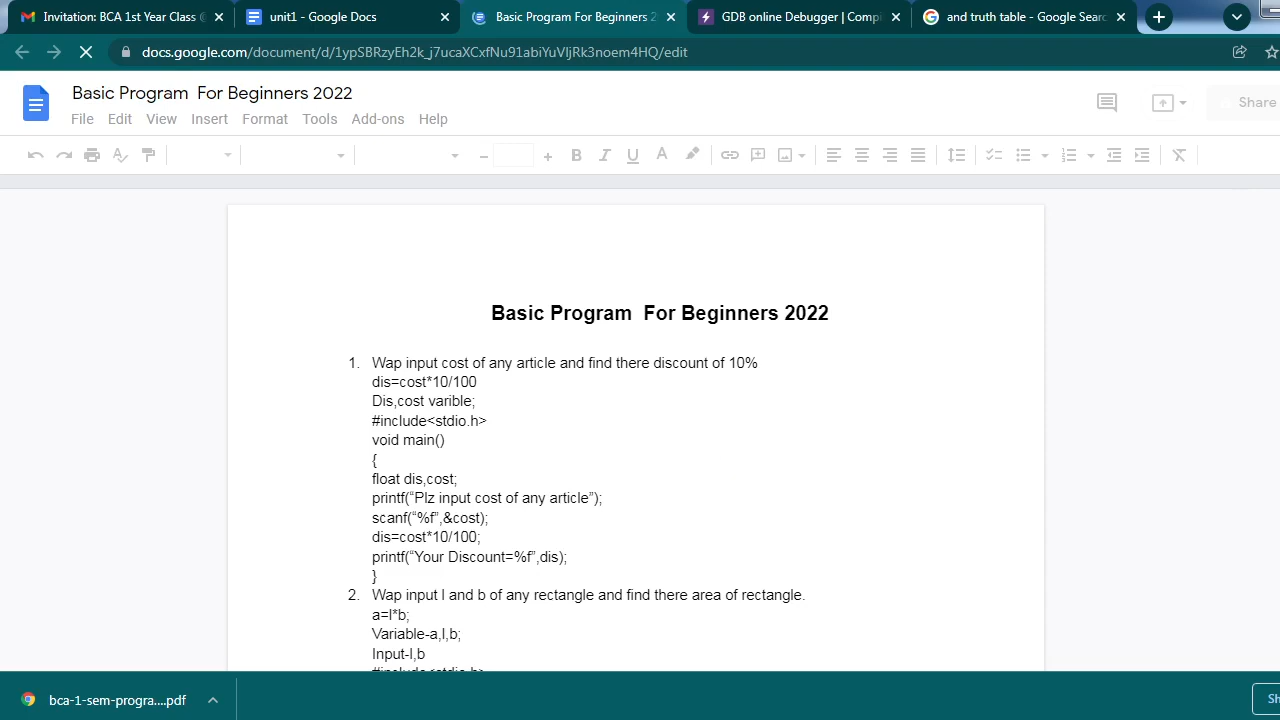 Invitation: BCA 1st Year Class
unit1 - Google Docs
Basic Program For Beginners 2
GDB online Debugger | Compi
and truth table - Google Searc
docs.google.com/document/d/1ypSBRzyEh2k_j7ucaXCxfNu91abiYuVljRk3noem4HQ/edit
Basic Program  For Beginners 2022
File Edit View Insert Format Tools Add-ons Help
Share
Basic Program  For Beginners 2022
1. Wap input cost of any article and find there discount of 10%
dis=cost*10/100
Dis,cost varible;
#include<stdio.h>
void main()
{
float dis,cost;
printf(“Plz input cost of any article”);
scanf(“%f”,&cost);
dis=cost*10/100;
printf(“Your Discount=%f”,dis);
}
2. Wap input l and b of any rectangle and find there area of rectangle.
a=l*b;
Variable-a,l,b;
Input-l,b
#include<stdio.h>
bca-1-sem-progra....pdf
Sh